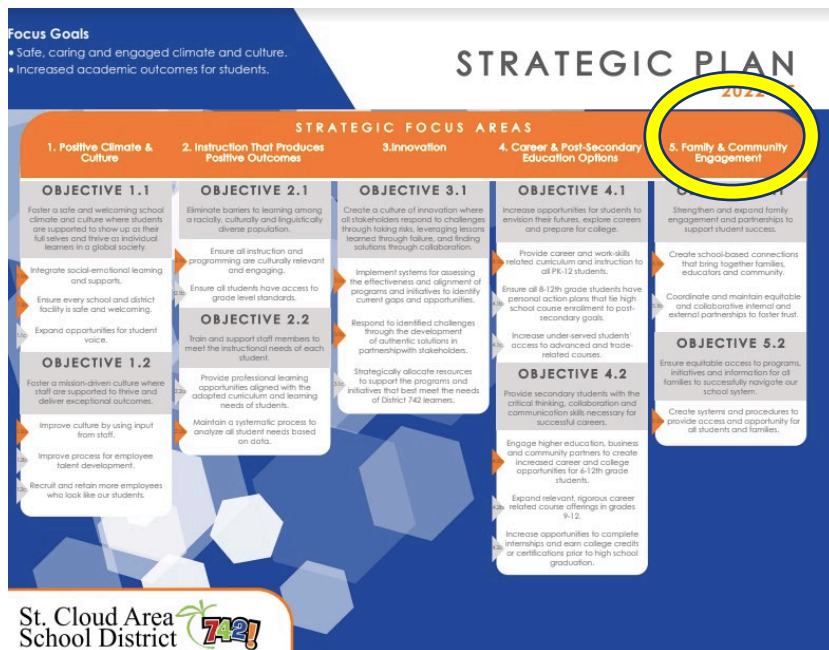 Focus Goals
• Safe, caring and engaged climate and culture.
• Increased academic outcomes for students.
STRATEGIC PLAN
STRATEGIC FOCUS AREAS
1. Positive Climate &
Culture
OBJECTIVE 1.1
Foster a safe and welcoming school
climate and culture where students
are supported to show up as their
full selves and thrive as individual
learners in a global society.
Integrate social-emotional learning
and supports.
Ensure every school and district
facility is safe and welcoming.
Expand opportunities for student
voice.
OBJECTIVE 1.2
Foster a mission-driven culture where
staff are supported to thrive and
deliver exceptional outcomes.
Improve culture by using input
from staff.
Improve process for employee
talent development.
Recruit and retain more employees
who look like our students.
2. Instruction That Produces
Positive Outcomes
OBJECTIVE 2.1
Eliminate barriers to learning among
a racially, culturally and linguistically
diverse population.
Ensure all instruction and
programming are culturally relevant
and engaging.
Ensure all students have access to
grade level standards.
OBJECTIVE 2.2
Train and support staff members to
meet the instructional needs of each
student.
Provide professional learning
opportunities aligned with the
adopted curriculum and learning
needs of students.
Maintain a systematic process to
analyze all student needs based
on data.
3.Innovation
OBJECTIVE 3.1
Create a culture of innovation where
all stakeholders respond to challenges
through taking risks, leveraging lessons
learned through failure, and finding
solutions through collaboration.
Implement systems for assessing
the effectiveness and alignment of
programs and initiatives to identify
current gaps and opportunities.
Respond to identified challenges
through the development
of authentic solutions in
partnershipwith stakeholders.
Strategically allocate resources
to support the programs and
initiatives that best meet the needs
of District 742 learners.
4. Career & Post-Secondary
Education Options
OBJECTIVE 4.1
Increase opportunities for students to
envision their futures, explore careers
and prepare for college.
Provide career and work-skills
related curriculum and instruction to
all PK-12 students.
Ensure all 8-12th grade students have
personal action plans that tie high
school course enrollment to post-
secondary goals.
Increase under-served students'
access to advanced and trade-
related courses.
OBJECTIVE 4.2
Provide secondary students with the
critical thinking, collaboration and
communication skills necessary for
successful careers.
Engage higher education, business
and community partners to create
increased career and college
opportunities for 6-12th grade
students.
Expand relevant, rigorous career
related course offerings in grades
9-12.
Increase opportunities to complete
internships and earn college credits
or certifications prior to high school
graduation.
5. Family & Community
Engagement
Strengthen and expand family
engagement and partnerships to
support student success.
Create school-based connections
that bring together families,
educators and community.
Coordinate and maintain equitable
and collaborative internal and
external partnerships to foster trust.
OBJECTIVE 5.2
Ensure equitable access to programs,
initiatives and information for all
families to successfully navigate our
school system.
Create systems and procedures to
provide access and opportunity for
all students and families.
St. Cloud Area
School District
742!